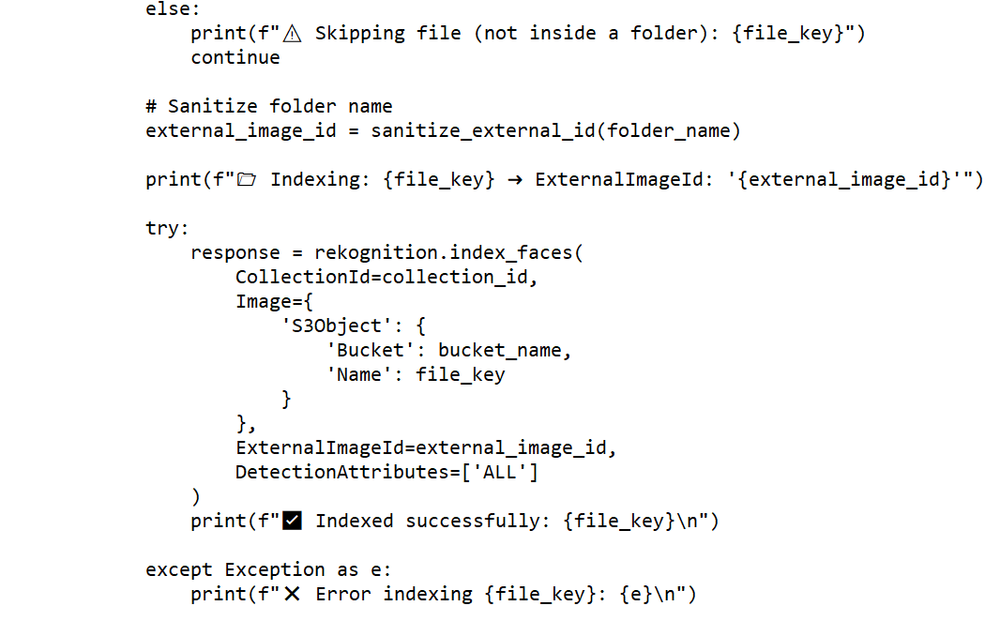 else:
    print(f"⚠ Skipping file (not inside a folder): {file_key}")
    continue

# Sanitize folder name
external_image_id = sanitize_external_id(folder_name)

print(f"🗁 Indexing: {file_key} → ExternalImageId: '{external_image_id}'")

try:
    response = rekognition.index_faces(
        CollectionId=collection_id,
        Image={
            'S3Object': {
                'Bucket': bucket_name,
                'Name': file_key
            }
        },
        ExternalImageId=external_image_id,
        DetectionAttributes=['ALL']
    )
    print(f"✅ Indexed successfully: {file_key}\n")

except Exception as e:
    print(f"❌ Error indexing {file_key}: {e}\n")